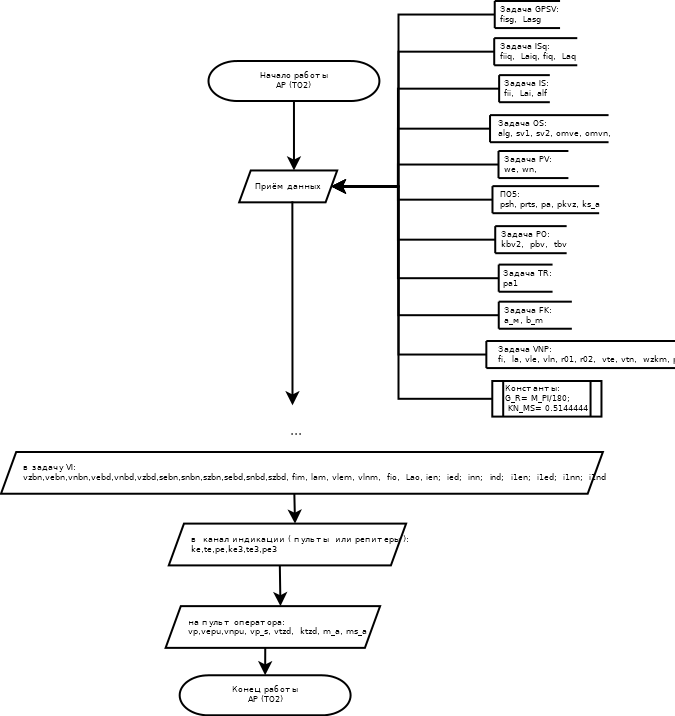 Задача GPSV:
fisg, Lasg
Задача ISq:
fiiq, Laiq, fiq, Laq
Начало работы
АР (ТО2)
Задача IS:
fii, Lai, alf
Задача OS:
alg, sv1, sv2, omve, omvn,
Задача PV:
we, wn,
Приём данных
ПО5:
psh, prts, pa, pkvz, ks_a
Задача РО:
kbv2, pbv, tbv
Задача TR:
pa1
Задача FK:
a_м, b_m
Задача VNP:
fi, la, vle, vln, r01, r02, vte, vtn, wzkm,
Константы:
G_R= M_PI/180;
KN_MS= 0.5144444
...
в задачу VI:
vzbn,vebn,vnbn,vebd,vnbd,vzbd,sebn,snbn,szbn,sebd,snbd,szbd, fim, lam, vlem, vlnm, fio, Lao, ien; ied; inn; ind; i1en; i1ed; i1nn; i1nd
в канал индикации ( пульты или репитеры):
ke,te,pe,ke3,te3,pe3
на пульт оператора:
vp,vepu,vnpu, vp_s, vtzd, ktzd, m_a, ms_a
Конец работы
АР (ТО2)